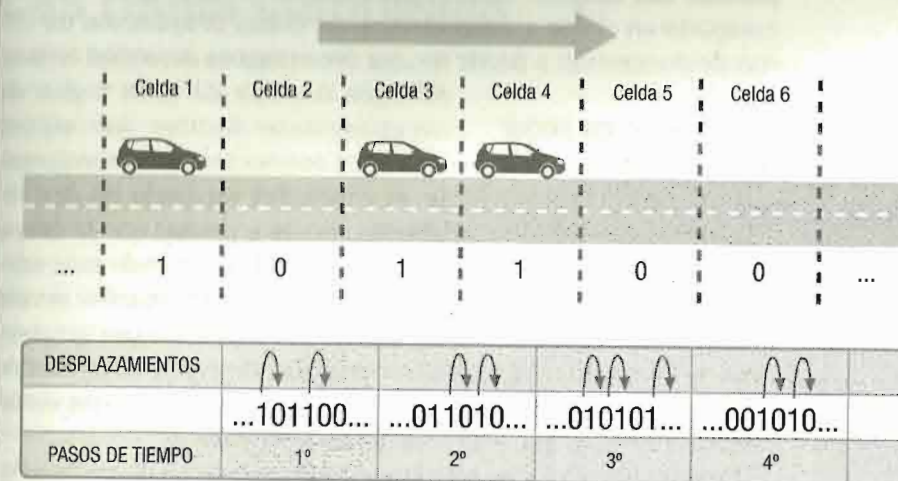 Celda 1 Celda 2 Celda 3 Celda 4 Celda 5 Celda 6
... 1 0 1 1 0 0 ...
DESPLAZAMIENTOS
...101100... ...011010... ...010101... ...001010...
PASOS DE TIEMPO 1º 2º 3º 4º